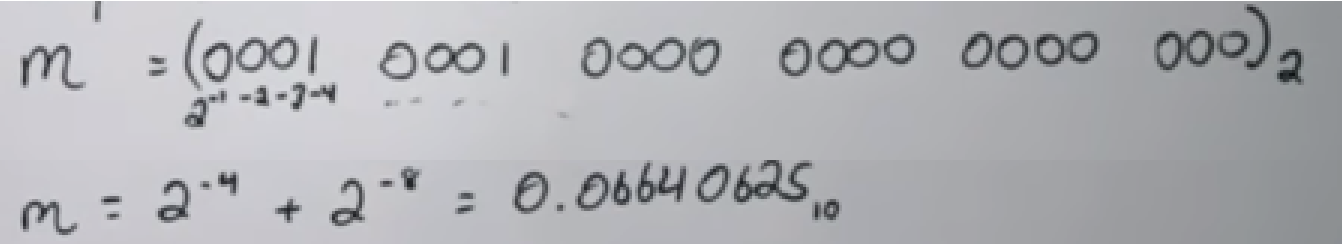 m' = (0001 0001 0000 0000 0000 000)₂
2⁻¹ -2 -3 -4
m = 2⁻⁴ + 2⁻⁸ = 0.06640625₁₀